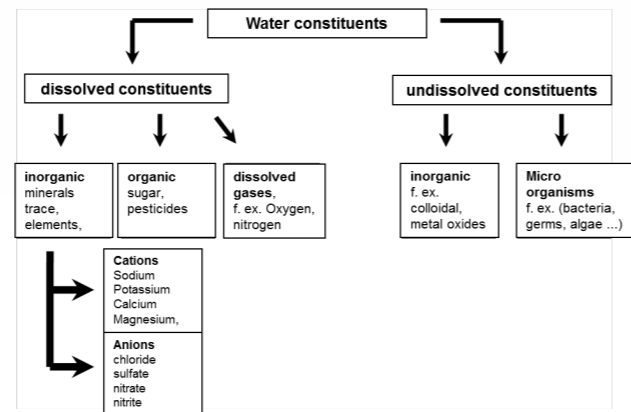 Water constituents
dissolved constituents
undissolved constituents
inorganic
minerals
trace,
elements,
organic
sugar,
pesticides
dissolved
gases,
f. ex. Oxygen,
nitrogen
inorganic
f. ex.
colloidal,
metal oxides
Micro
organisms
f. ex. (bacteria,
germs, algae ...)
Cations
Sodium
Potassium
Calcium
Magnesium,
Anions
chloride
sulfate
nitrate
nitrite